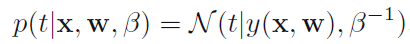 p(t|x, w, β) = 𝒩(t|y(x, w), β⁻¹)